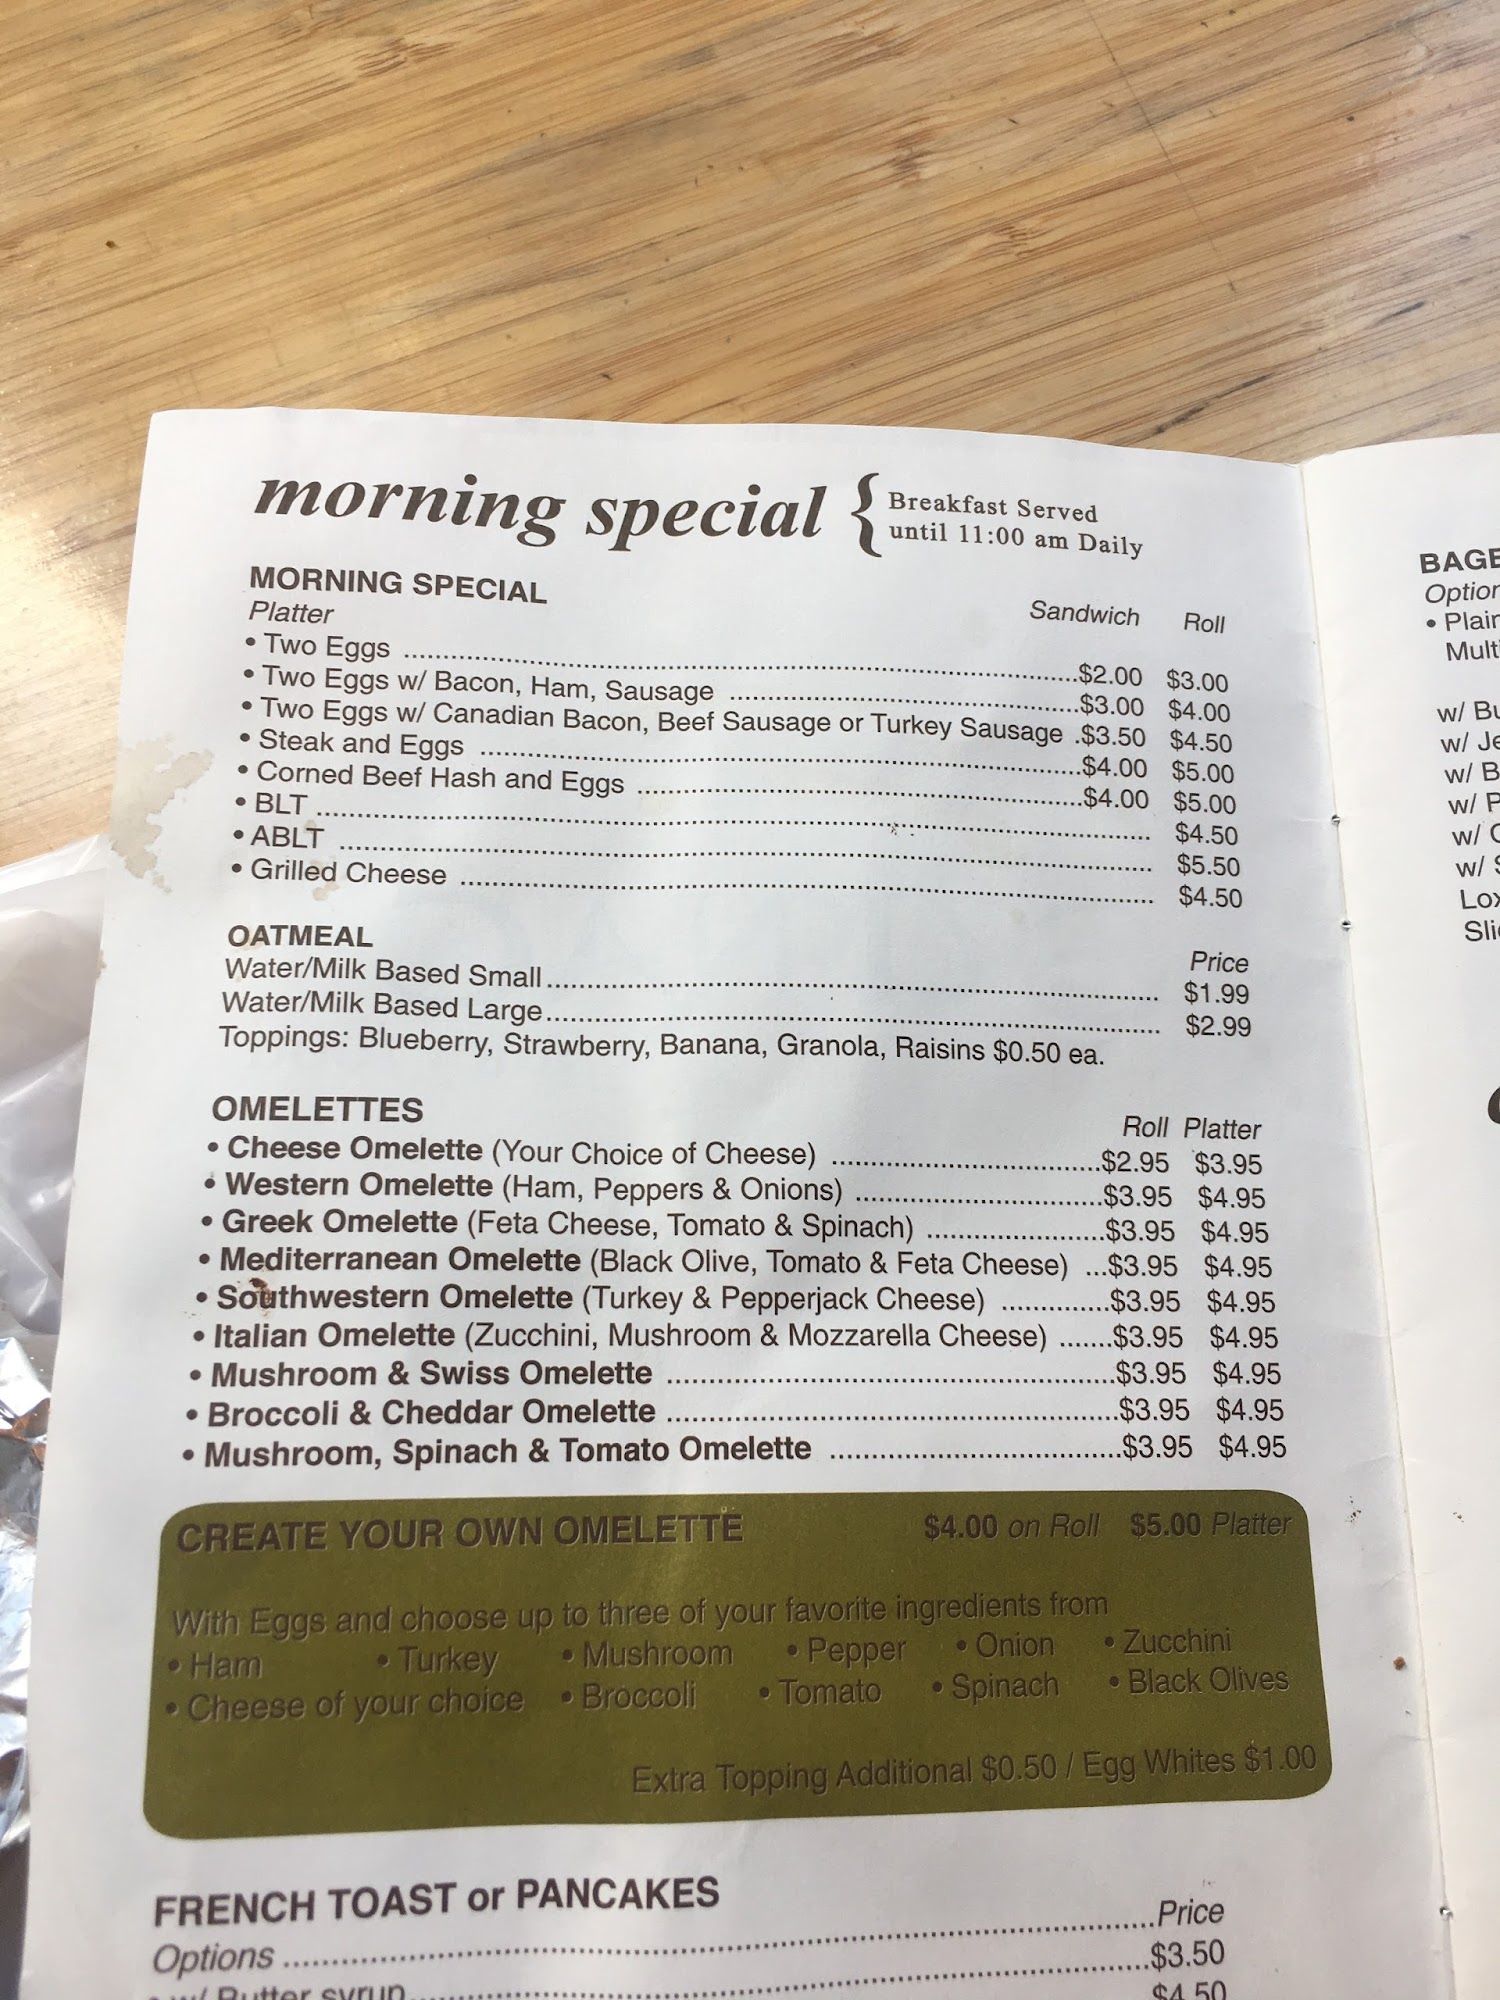 morning special { Breakfast Served
until 11:00 am Daily
MORNING SPECIAL
Platter Sandwich Roll
• Two Eggs $2.00 $3.00
• Two Eggs w/ Bacon, Ham, Sausage $3.00 $4.00
• Two Eggs w/ Canadian Bacon, Beef Sausage or Turkey Sausage $3.50 $4.50
• Steak and Eggs $4.00 $5.00
• Corned Beef Hash and Eggs $4.00 $5.00
• BLT $4.50
• ABLT $5.50
• Grilled Cheese $4.50
OATMEAL Price
Water/Milk Based Small $1.99
Water/Milk Based Large $2.99
Toppings: Blueberry, Strawberry, Banana, Granola, Raisins $0.50 ea.
OMELETTES Roll Platter
• Cheese Omelette (Your Choice of Cheese) $2.95 $3.95
• Western Omelette (Ham, Peppers & Onions) $3.95 $4.95
• Greek Omelette (Feta Cheese, Tomato & Spinach) $3.95 $4.95
• Mediterranean Omelette (Black Olive, Tomato & Feta Cheese) $3.95 $4.95
• Southwestern Omelette (Turkey & Pepperjack Cheese) $3.95 $4.95
• Italian Omelette (Zucchini, Mushroom & Mozzarella Cheese) $3.95 $4.95
• Mushroom & Swiss Omelette $3.95 $4.95
• Broccoli & Cheddar Omelette $3.95 $4.95
• Mushroom, Spinach & Tomato Omelette $3.95 $4.95
CREATE YOUR OWN OMELETTE $4.00 on Roll $5.00 Platter
With Eggs and choose up to three of your favorite ingredients from
• Ham • Turkey • Mushroom • Pepper • Onion • Zucchini
• Cheese of your choice • Broccoli • Tomato • Spinach • Black Olives
Extra Topping Additional $0.50 / Egg Whites $1.00
FRENCH TOAST or PANCAKES
Options Price
w/ Butter syrup $3.50
$4.50
• Plain
w/
w/
w/
w/
w/
w/